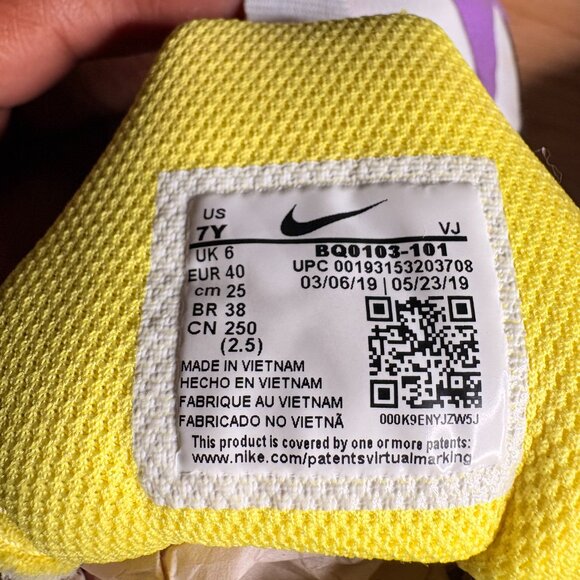 US
7Y VJ
UK 6 BQ0103-101
EUR 40 UPC 00193153203708
cm 25 03/06/19 | 05/23/19
BR 38
CN 250
(2.5)
MADE IN VIETNAM
HECHO EN VIETNAM
FABRIQUE AU VIETNAM
FABRICADO NO VIETNÃ 000K9ENYJZW5J
This product is covered by one or more patents:
www.nike.com/patentsvirtualmarking